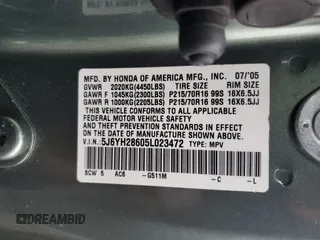 MFD. BY HONDA OF AMERICA MFG., INC. 07/'05
GVWR 2020KG(4450LBS) TIRE SIZE RIM SIZE
GAWR F 1045KG(2300LBS) P215/70R16 99S 16X6.5JJ
GAWR R 1000KG(2205LBS) P215/70R16 99S 16X6.5JJ
THIS VEHICLE CONFORMS TO ALL APPLICABLE
FEDERAL MOTOR VEHICLE SAFETY
STANDARDS IN EFFECT ON THE DATE OF
MANUFACTURE SHOWN ABOVE.
V.I.N.: 5J6YH28605L023472 TYPE: MPV
SCW 5 AC6 -G511M -C -L
DREAMBID